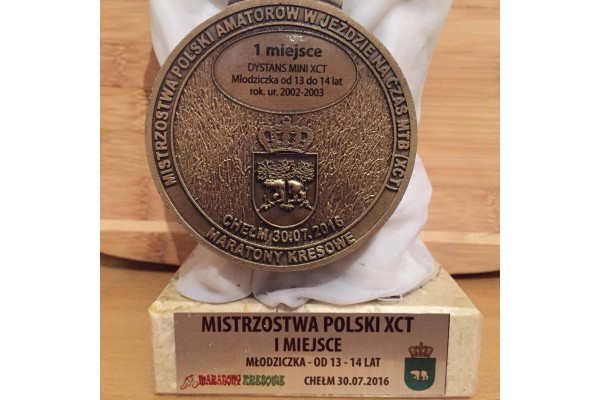 MISTRZOSTWA POLSKI AMATORÓW W JEŹDZIE NA CZAS MTB (XCT)
1 miejsce
DYSTANS MINI XCT
Młodziczka od 13 do 14 lat
rok. ur. 2002-2003
CHEŁM 30.07.2016
MARATONY KRESOWE
MISTRZOSTWA POLSKI XCT
I MIEJSCE
MŁODZICZKA - OD 13 - 14 LAT
MARATONY KRESOWE CHEŁM 30.07.2016